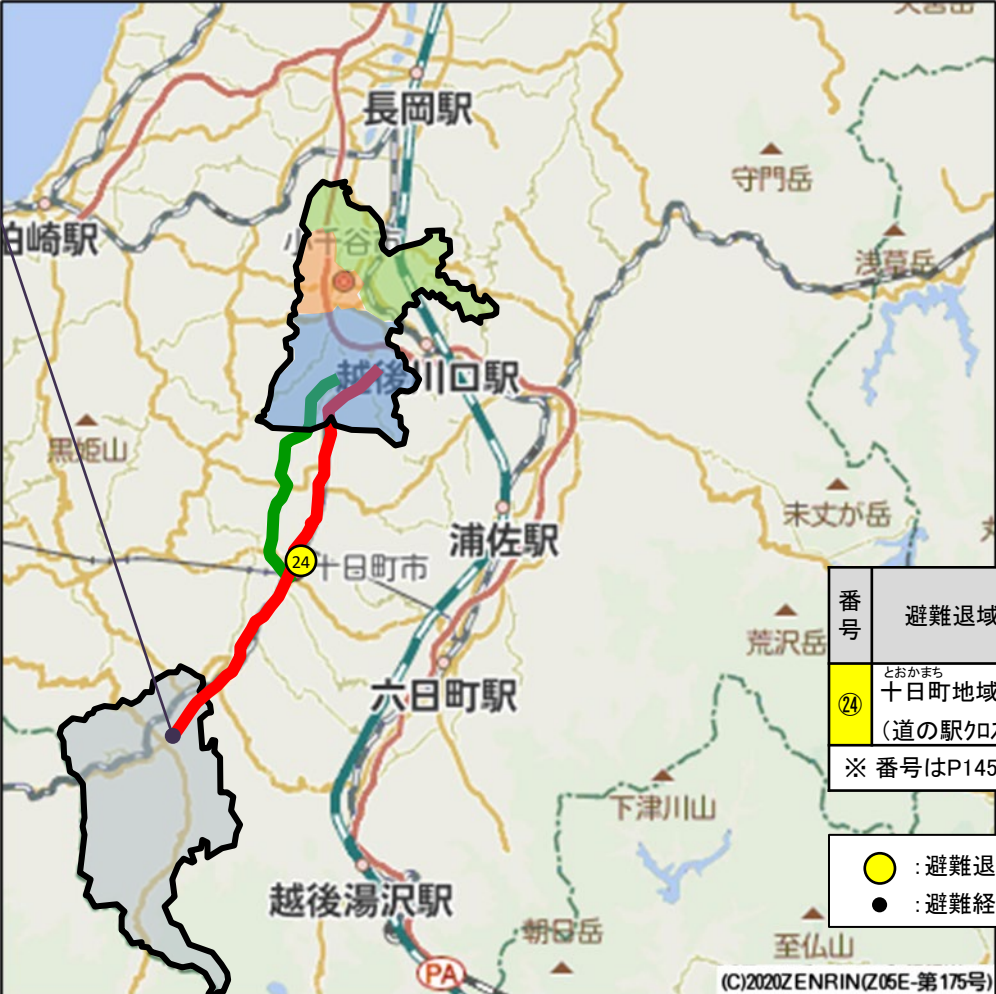 長岡駅
守門岳
柏崎駅
小千谷市
浅草岳
越後川口駅
黒姫山
未丈が岳
浦佐駅
24
十日町市
番号
避難退域
荒沢岳
とおかまち
㉔
十日町地域
(道の駅クロス
六日町駅
※ 番号はP145
下津川山
:避難退
越後湯沢駅
:避難経
朝日岳
至仏山
PA
(C)2020ZENRIN(Z05E-第175号)